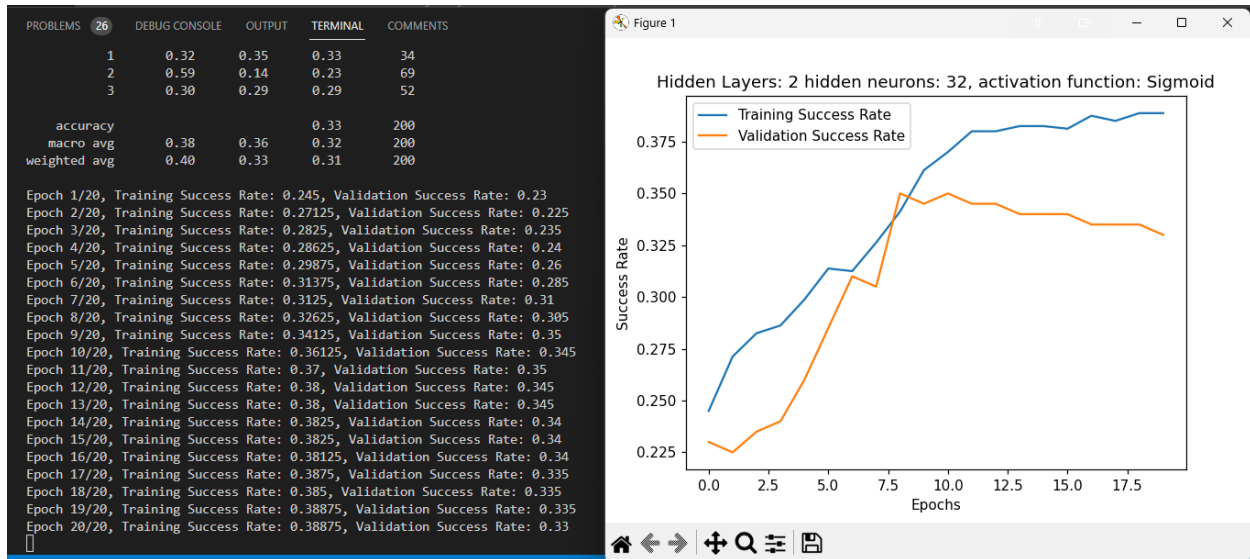 PROBLEMS 26 DEBUG CONSOLE OUTPUT TERMINAL COMMENTS
1 0.32 0.35 0.33 34
2 0.59 0.14 0.23 69
3 0.30 0.29 0.29 52
accuracy 0.33 200
macro avg 0.38 0.36 0.32 200
weighted avg 0.40 0.33 0.31 200
Epoch 1/20, Training Success Rate: 0.245, Validation Success Rate: 0.23
Epoch 2/20, Training Success Rate: 0.27125, Validation Success Rate: 0.225
Epoch 3/20, Training Success Rate: 0.2825, Validation Success Rate: 0.235
Epoch 4/20, Training Success Rate: 0.28625, Validation Success Rate: 0.24
Epoch 5/20, Training Success Rate: 0.29875, Validation Success Rate: 0.26
Epoch 6/20, Training Success Rate: 0.31375, Validation Success Rate: 0.285
Epoch 7/20, Training Success Rate: 0.3125, Validation Success Rate: 0.31
Epoch 8/20, Training Success Rate: 0.32625, Validation Success Rate: 0.305
Epoch 9/20, Training Success Rate: 0.34125, Validation Success Rate: 0.35
Epoch 10/20, Training Success Rate: 0.36125, Validation Success Rate: 0.345
Epoch 11/20, Training Success Rate: 0.37, Validation Success Rate: 0.35
Epoch 12/20, Training Success Rate: 0.38, Validation Success Rate: 0.345
Epoch 13/20, Training Success Rate: 0.38, Validation Success Rate: 0.345
Epoch 14/20, Training Success Rate: 0.3825, Validation Success Rate: 0.34
Epoch 15/20, Training Success Rate: 0.3825, Validation Success Rate: 0.34
Epoch 16/20, Training Success Rate: 0.38125, Validation Success Rate: 0.34
Epoch 17/20, Training Success Rate: 0.3875, Validation Success Rate: 0.335
Epoch 18/20, Training Success Rate: 0.385, Validation Success Rate: 0.335
Epoch 19/20, Training Success Rate: 0.38875, Validation Success Rate: 0.335
Epoch 20/20, Training Success Rate: 0.38875, Validation Success Rate: 0.33
Figure 1
Hidden Layers: 2 hidden neurons: 32, activation function: Sigmoid
Training Success Rate
Validation Success Rate
Success Rate
0.375
0.350
0.325
0.300
0.275
0.250
0.225
0.0 2.5 5.0 7.5 10.0 12.5 15.0 17.5
Epochs